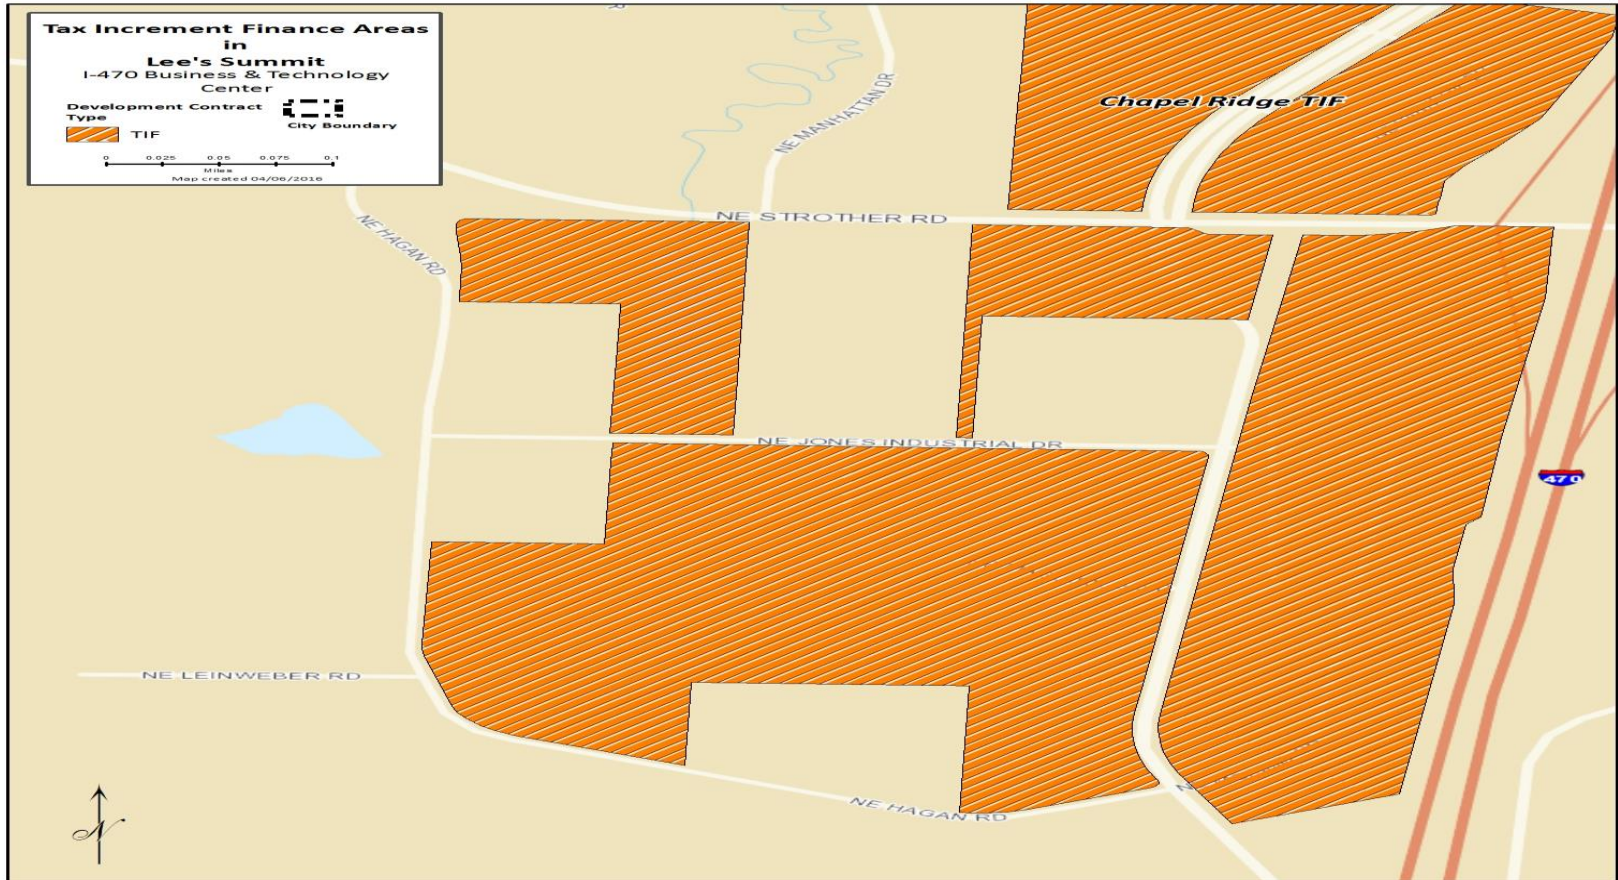 Tax Increment Finance Areas
in
Lee's Summit
I-470 Business & Technology
Center
Development Contract
Type
City Boundary
TIF
0 0.025 0.05 0.075 0.1
Miles
Map created 04/06/2016
Chapel Ridge TIF
NE MANHATTAN DR
NE STROTHER RD
NE HAGAN RD
NE JONES INDUSTRIAL DR
470
NE LEINWEBER RD
NE HAGAN RD
N
N